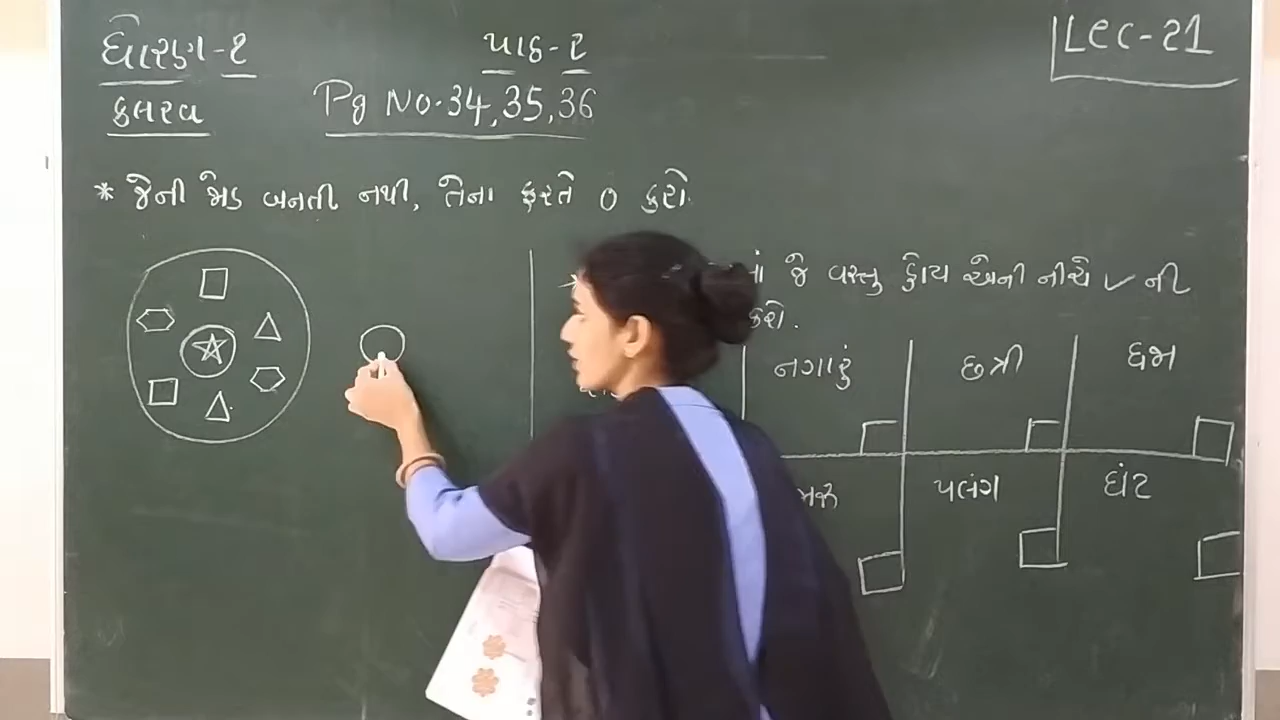 ધોરણ-૨
પાઠ-૨
Lec-21
કલરવ
Pg No.34,35,36
* જેની જોડ બનતી નથી, તેના ફરતે 0 કરો.
જે વસ્તુ હોય એની નીચે ✓ ની
કરો.
નગારું
છત્રી
ધજા
પલંગ
ઘંટ